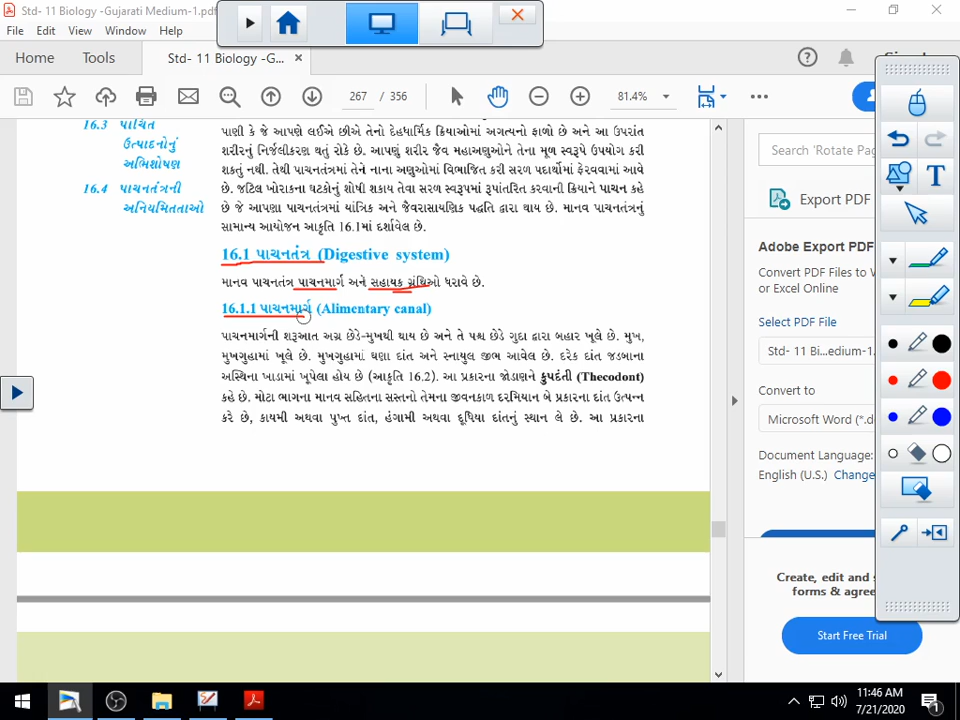 Std- 11 Biology -Gujarati Medium-1.pdf
File Edit View Window Help
Home Tools Std- 11 Biology -G... ×
267 / 356 81.4%
16.3 પાચિત
ઉત્પાદનોનું
અભિશોષણ
16.4 પાચનતંત્રની
અનિયમિતતાઓ
પાણી કે જે આપણે લઈએ છીએ તેનો દેહધાર્મિક ક્રિયાઓમાં અગત્યનો ફાળો છે અને આ ઉપરાંત
શરીરનું નિર્જલીકરણ થતું રોકે છે. આપણું શરીર જૈવ મહાઅણુઓને તેના મૂળ સ્વરૂપે ઉપયોગ કરી
શકતું નથી. તેથી પાચનતંત્રમાં તેને નાના અણુઓમાં વિભાજિત કરી સરળ પદાર્થોમાં ફેરવવામાં આવે
છે. જટિલ ખોરાકના ઘટકોનું શોષી શકાય તેવા સરળ સ્વરૂપમાં રૂપાંતરિત કરવાની ક્રિયાને પાચન કહે
છે જે આપણા પાચનતંત્રમાં યાંત્રિક અને જૈવરાસાયણિક પદ્ધતિ દ્વારા થાય છે. માનવ પાચનતંત્રનું
સામાન્ય આયોજન આકૃતિ 16.1માં દર્શાવેલ છે.
16.1 પાચનતંત્ર (Digestive system)
માનવ પાચનતંત્ર પાચનમાર્ગ અને સહાયક ગ્રંથિઓ ધરાવે છે.
16.1.1 પાચનમાર્ગ (Alimentary canal)
પાચનમાર્ગની શરૂઆત અગ્ર છેડે-મુખથી થાય છે અને તે પશ્ચ છેડે ગુદા દ્વારા બહાર ખૂલે છે. મુખ,
મુખગુહામાં ખૂલે છે. મુખગુહામાં ઘણા દાંત અને સ્નાયુલ જીભ આવેલ છે. દરેક દાંત જડબાના
અસ્થિના ખાડામાં ખૂપેલા હોય છે (આકૃતિ 16.2). આ પ્રકારના જોડાણને કૂપદંતી (Thecodont)
કહે છે. મોટા ભાગના માનવ સહિતના સસ્તનો તેમના જીવનકાળ દરમિયાન બે પ્રકારના દાંત ઉત્પન્ન
કરે છે, કાયમી અથવા પુખ્ત દાંત, હંગામી અથવા દૂધિયા દાંતનું સ્થાન લે છે. આ પ્રકારના
Search 'Rotate Pag
Export PDF
Adobe Export PDF
Convert PDF Files to W
or Excel Online
Select PDF File
Std- 11 Bi...edium-1.pdf
Convert to
Microsoft Word (*.d
Document Language:
English (U.S.) Change
Create, edit and
forms & agree
Start Free Trial
T
11:46 AM
7/21/2020
1